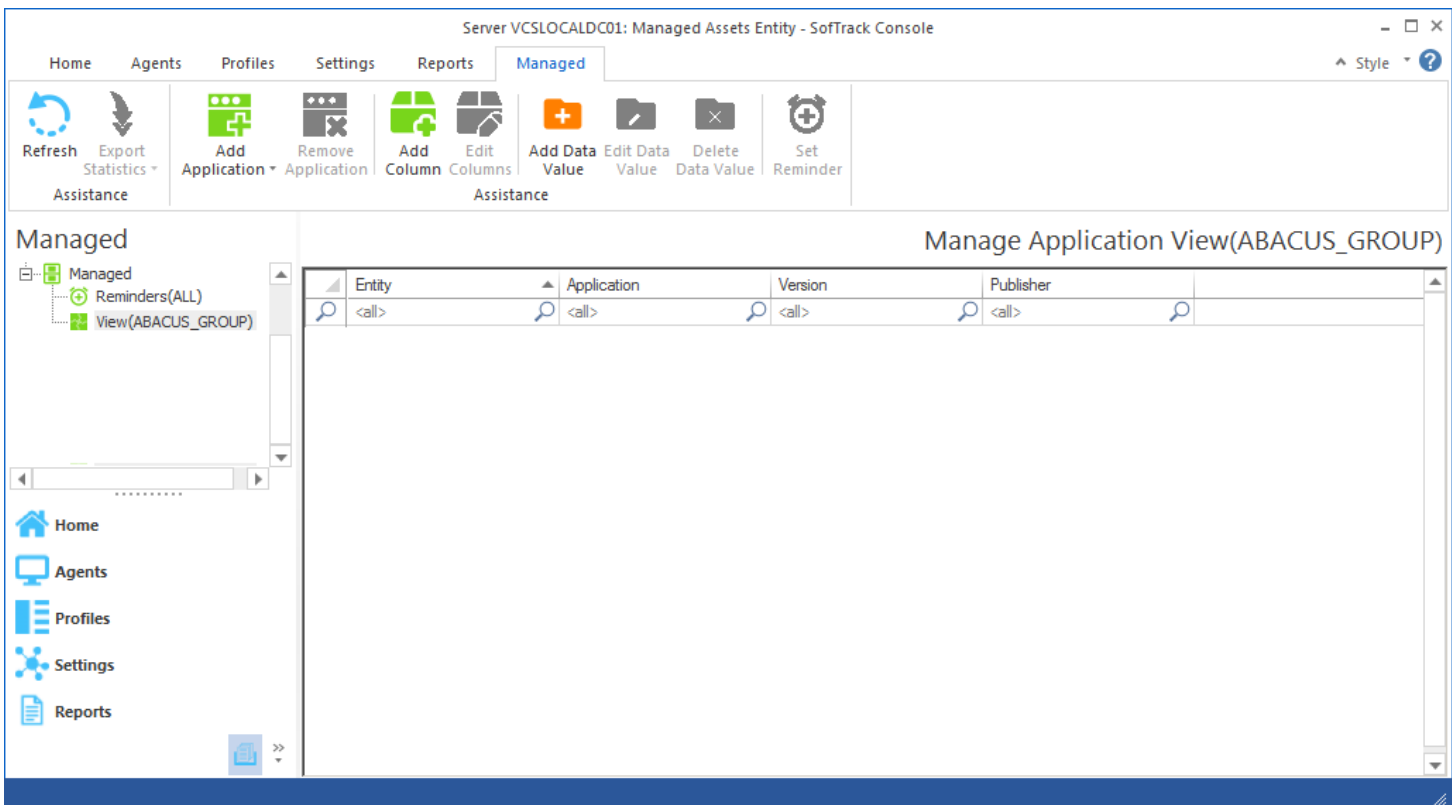 Server VCSLOCALDC01: Managed Assets Entity - SofTrack Console
Home Agents Profiles Settings Reports Managed Style ?
Refresh Export Add Remove Add Edit Add Data Edit Data Delete Set
Statistics Application Application Column Columns Value Value Data Value Reminder
Assistance Assistance
Managed Manage Application View(ABACUS_GROUP)
Managed
Reminders(ALL)
View(ABACUS_GROUP)
Entity Application Version Publisher
<all> <all> <all> <all>
Home
Agents
Profiles
Settings
Reports